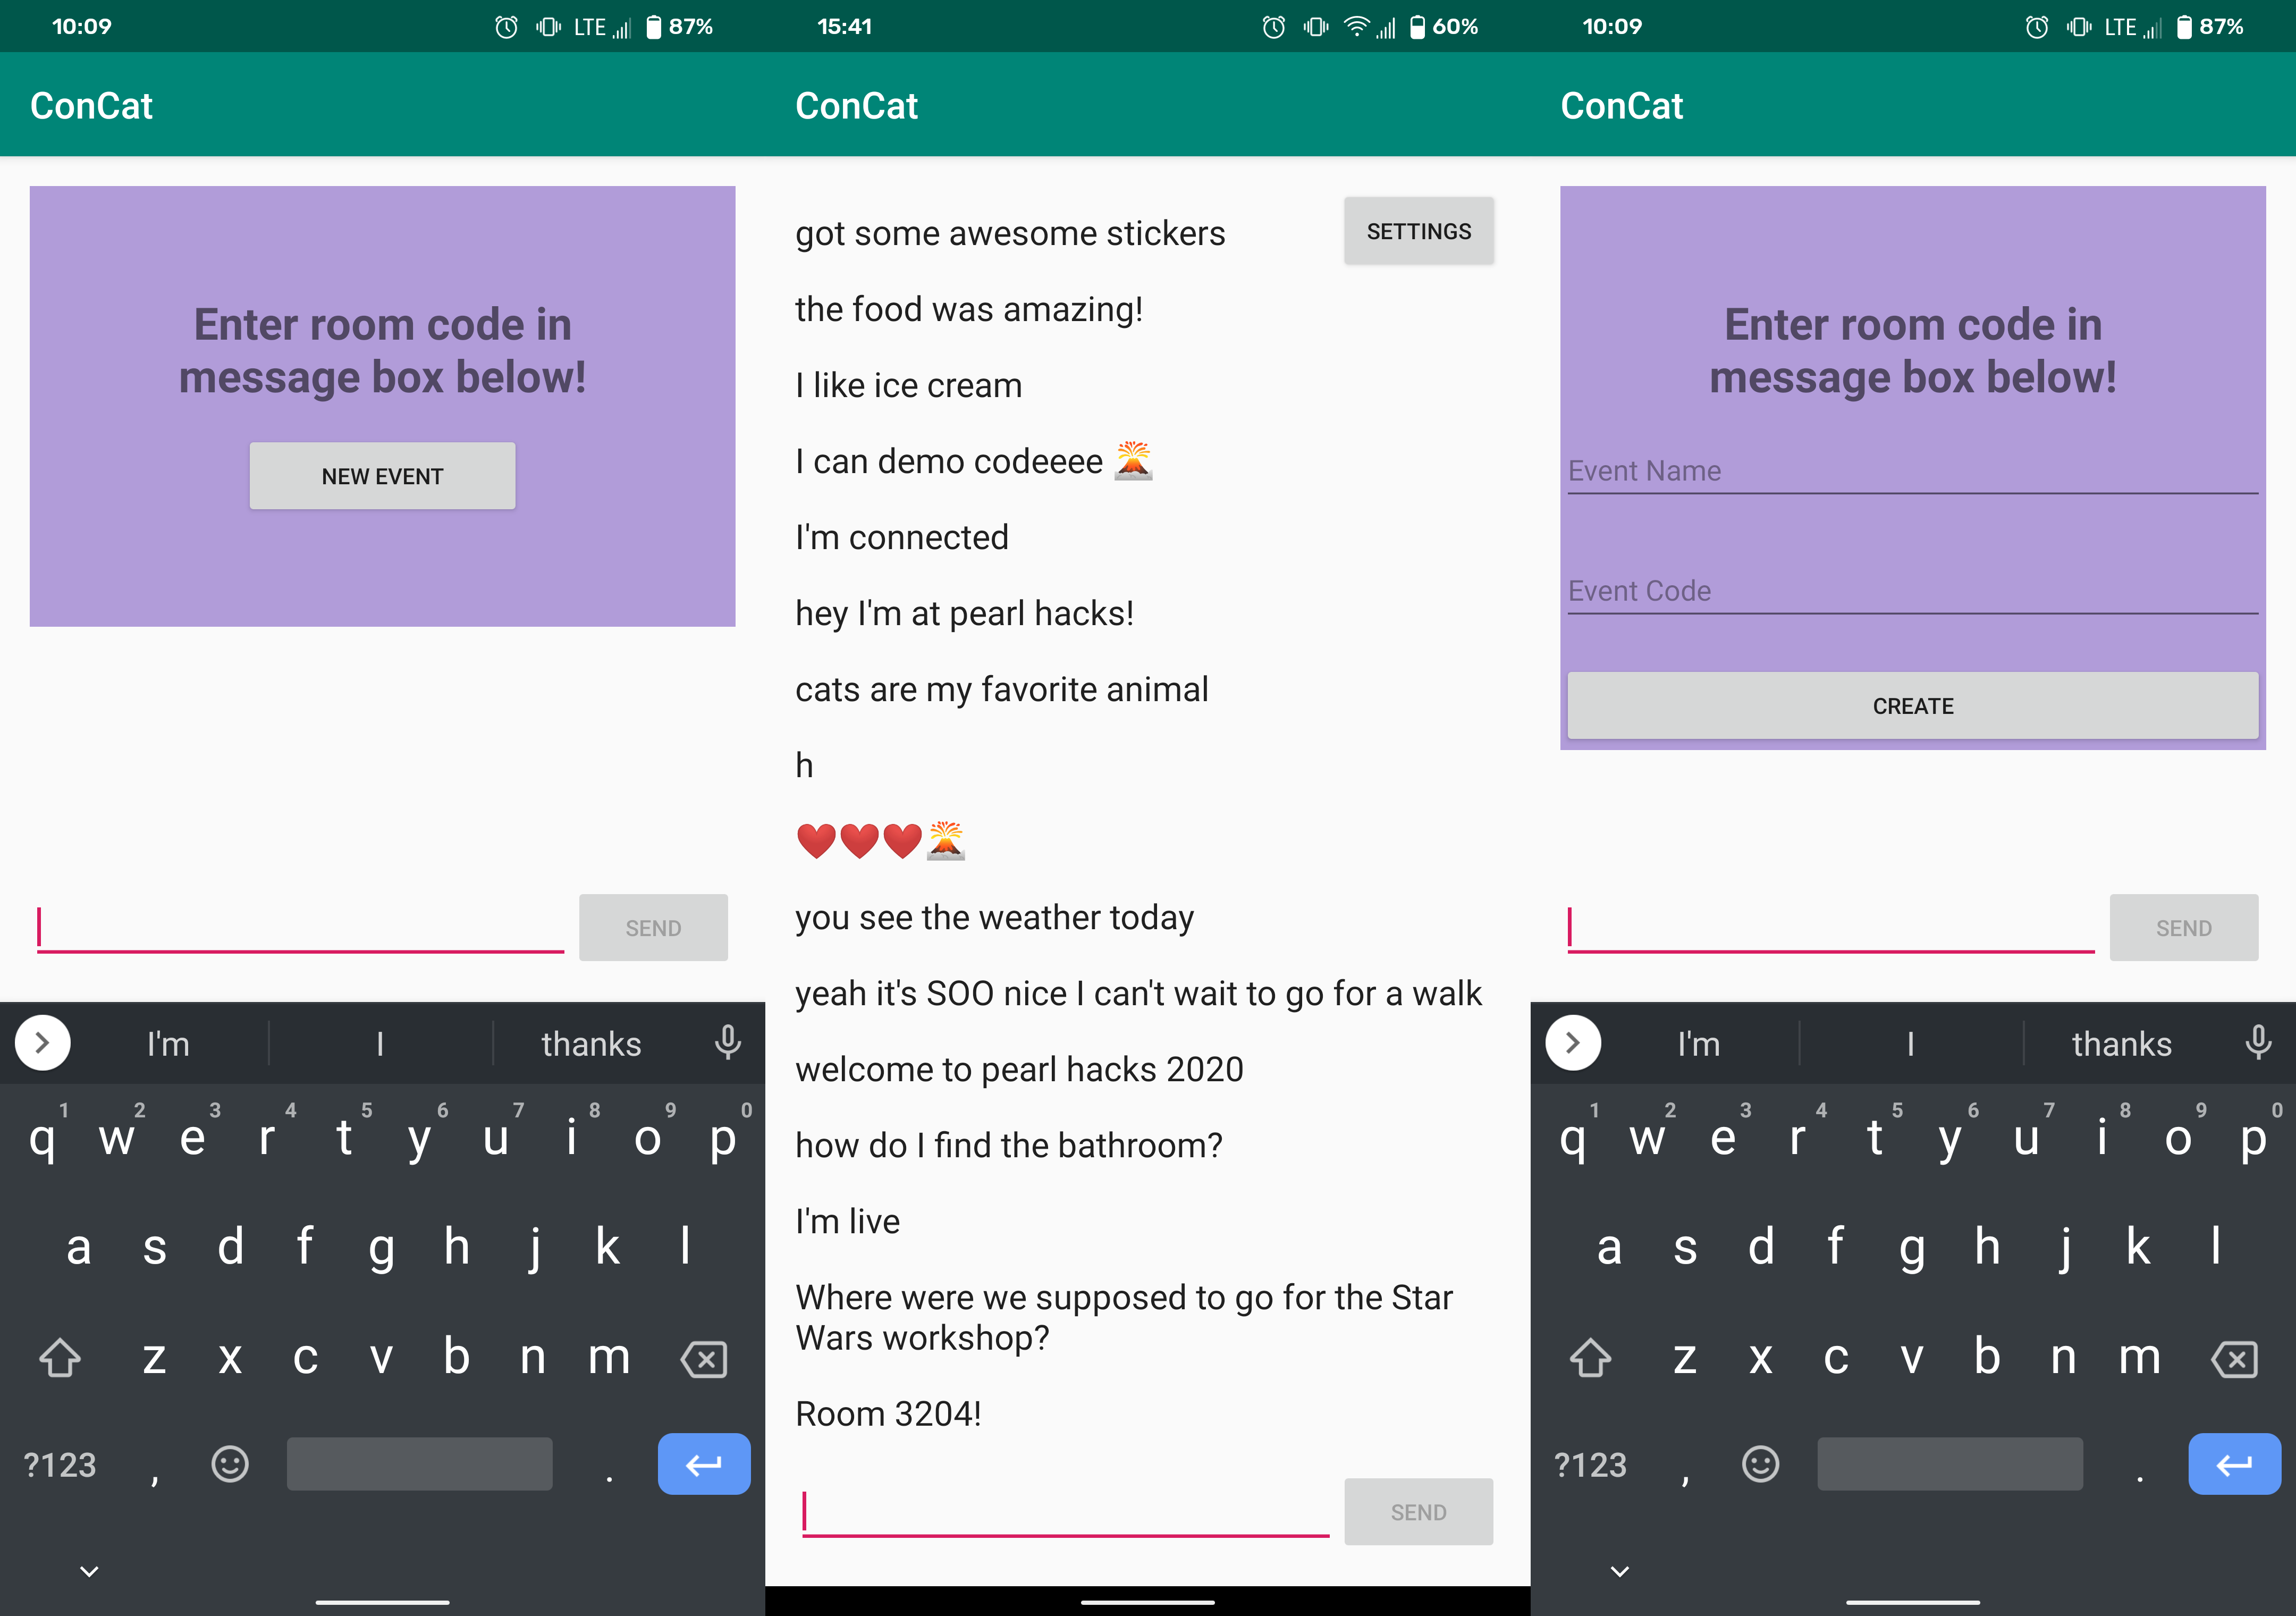 10:09 LTE 87%
ConCat
Enter room code in
message box below!
NEW EVENT
SEND
I'm I thanks
1 2 3 4 5 6 7 8 9 0
q w e r t y u i o p
a s d f g h j k l
z x c v b n m
?123 , .
15:41 60%
ConCat
SETTINGS
got some awesome stickers
the food was amazing!
I like ice cream
I can demo codeeee 🌋
I'm connected
hey I'm at pearl hacks!
cats are my favorite animal
h
❤️❤️❤️🌋
you see the weather today
yeah it's SOO nice I can't wait to go for a walk
welcome to pearl hacks 2020
how do I find the bathroom?
I'm live
Where were we supposed to go for the Star
Wars workshop?
Room 3204!
SEND
10:09 LTE 87%
ConCat
Enter room code in
message box below!
Event Name
Event Code
CREATE
SEND
I'm I thanks
1 2 3 4 5 6 7 8 9 0
q w e r t y u i o p
a s d f g h j k l
z x c v b n m
?123 , .